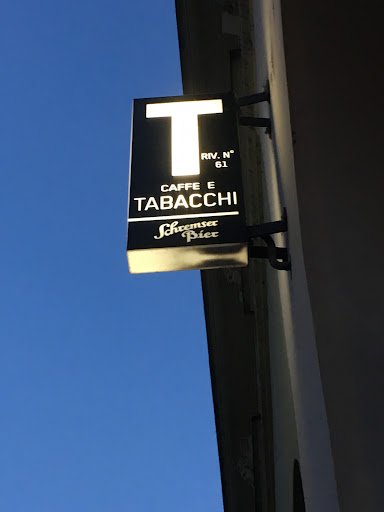 T
RIV. N°
61
CAFFE E
TABACCHI
Schremser
Bier